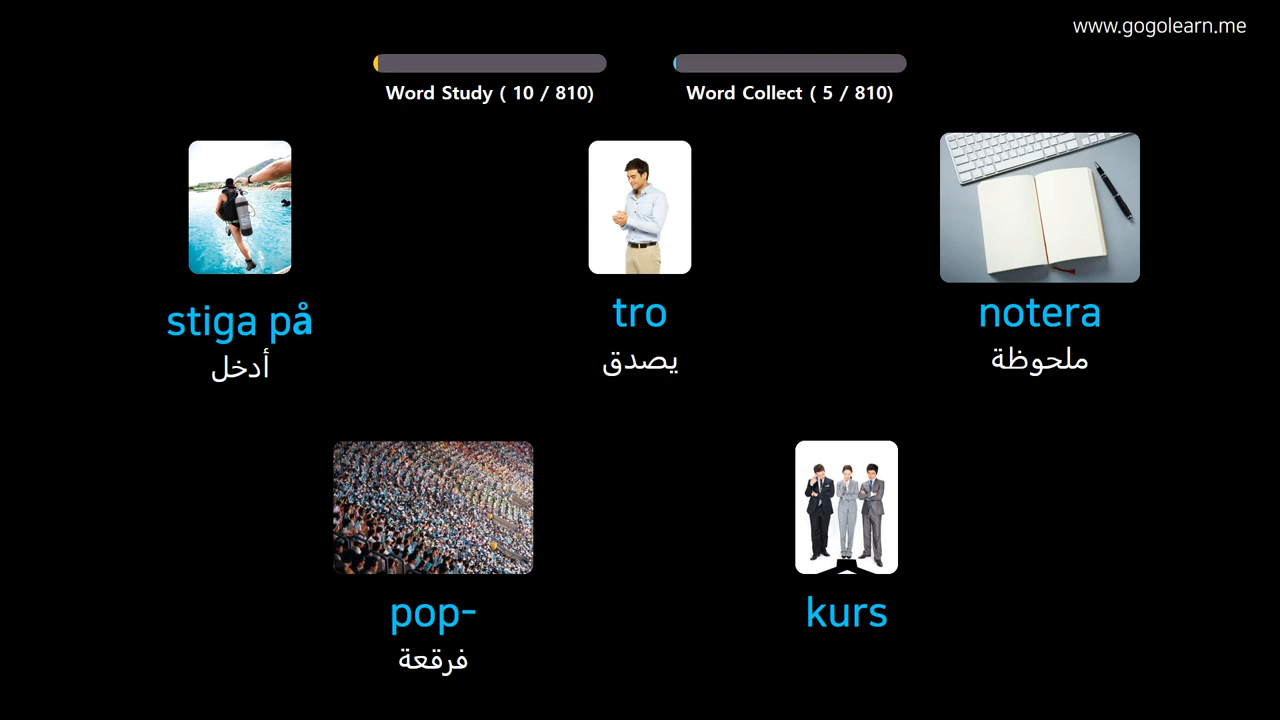 www.gogolearn.me
Word Study ( 10 / 810)
Word Collect ( 5 / 810)
stiga på
أدخل
tro
يصدق
notera
ملحوظة
pop-
فرقعة
kurs